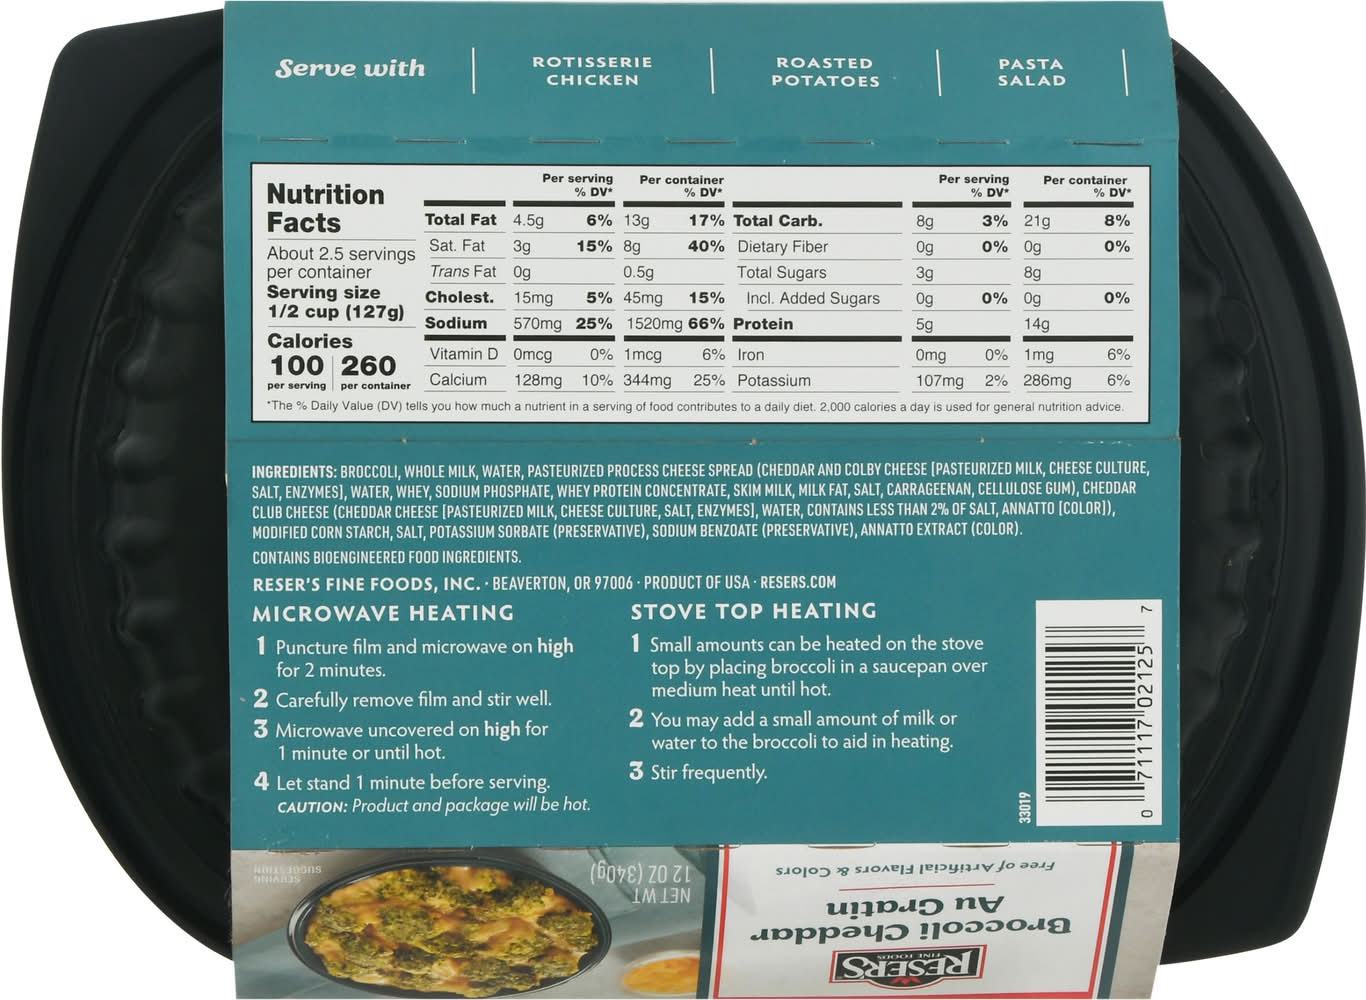 Serve with
ROTISSERIE
CHICKEN
ROASTED
POTATOES
PASTA
SALAD
Nutrition
Facts
About 2.5 servings
per container
Serving size
1/2 cup (127g)
Calories
100 260
per serving per container
Per serving Per container Per serving Per container
% DV* % DV* % DV* % DV*
Total Fat 4.5g 6% 13g 17% Total Carb. 8g 3% 21g 8%
Sat. Fat 3g 15% 8g 40% Dietary Fiber 0g 0% 0g 0%
Trans Fat 0g 0.5g Total Sugars 3g 8g
Cholest. 15mg 5% 45mg 15% Incl. Added Sugars 0g 0% 0g 0%
Sodium 570mg 25% 1520mg 66% Protein 5g 14g
Vitamin D 0mcg 0% 1mcg 6% Iron 0mg 0% 1mg 6%
Calcium 128mg 10% 344mg 25% Potassium 107mg 2% 286mg 6%
*The % Daily Value (DV) tells you how much a nutrient in a serving of food contributes to a daily diet. 2,000 calories a day is used for general nutrition advice.
INGREDIENTS: BROCCOLI, WHOLE MILK, WATER, PASTEURIZED PROCESS CHEESE SPREAD (CHEDDAR AND COLBY CHEESE [PASTEURIZED MILK, CHEESE CULTURE,
SALT, ENZYMES], WATER, WHEY, SODIUM PHOSPHATE, WHEY PROTEIN CONCENTRATE, SKIM MILK, MILK FAT, SALT, CARRAGEENAN, CELLULOSE GUM), CHEDDAR
CLUB CHEESE (CHEDDAR CHEESE [PASTEURIZED MILK, CHEESE CULTURE, SALT, ENZYMES], WATER, CONTAINS LESS THAN 2% OF SALT, ANNATTO [COLOR]),
MODIFIED CORN STARCH, SALT, POTASSIUM SORBATE (PRESERVATIVE), SODIUM BENZOATE (PRESERVATIVE), ANNATTO EXTRACT (COLOR).
CONTAINS BIOENGINEERED FOOD INGREDIENTS.
RESER'S FINE FOODS, INC. · BEAVERTON, OR 97006 · PRODUCT OF USA · RESERS.COM
MICROWAVE HEATING
1 Puncture film and microwave on high
for 2 minutes.
2 Carefully remove film and stir well.
3 Microwave uncovered on high for
1 minute or until hot.
4 Let stand 1 minute before serving.
CAUTION: Product and package will be hot.
STOVE TOP HEATING
1 Small amounts can be heated on the stove
top by placing broccoli in a saucepan over
medium heat until hot.
2 You may add a small amount of milk or
water to the broccoli to aid in heating.
3 Stir frequently.
33019
0 71117 02125 7
RESER'S
FINE FOODS
Broccoli Cheddar
Au Gratin
Free of Artificial Flavors & Colors
NET WT
12 OZ (340g)
SERVING
SUGGESTION